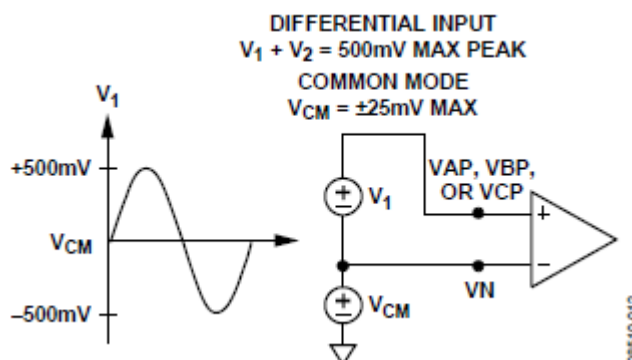 DIFFERENTIAL INPUT
V1 + V2 = 500mV MAX PEAK
COMMON MODE
VCM = ±25mV MAX
V1
+500mV
VCM
–500mV
VAP, VBP,
OR VCP
V1
VN
VCM
+
–